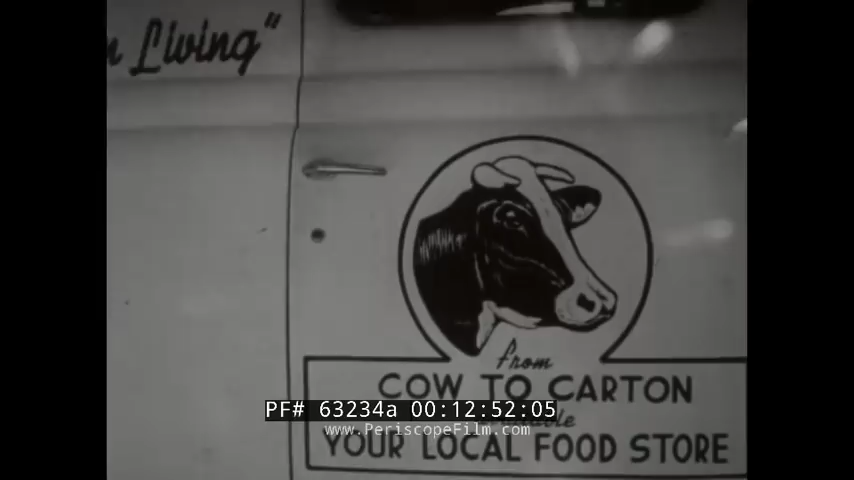 Living"
from
COW TO CARTON
PF# 63234a 00:12:52:05
www.PeriscopeFilm.com
YOUR LOCAL FOOD STORE